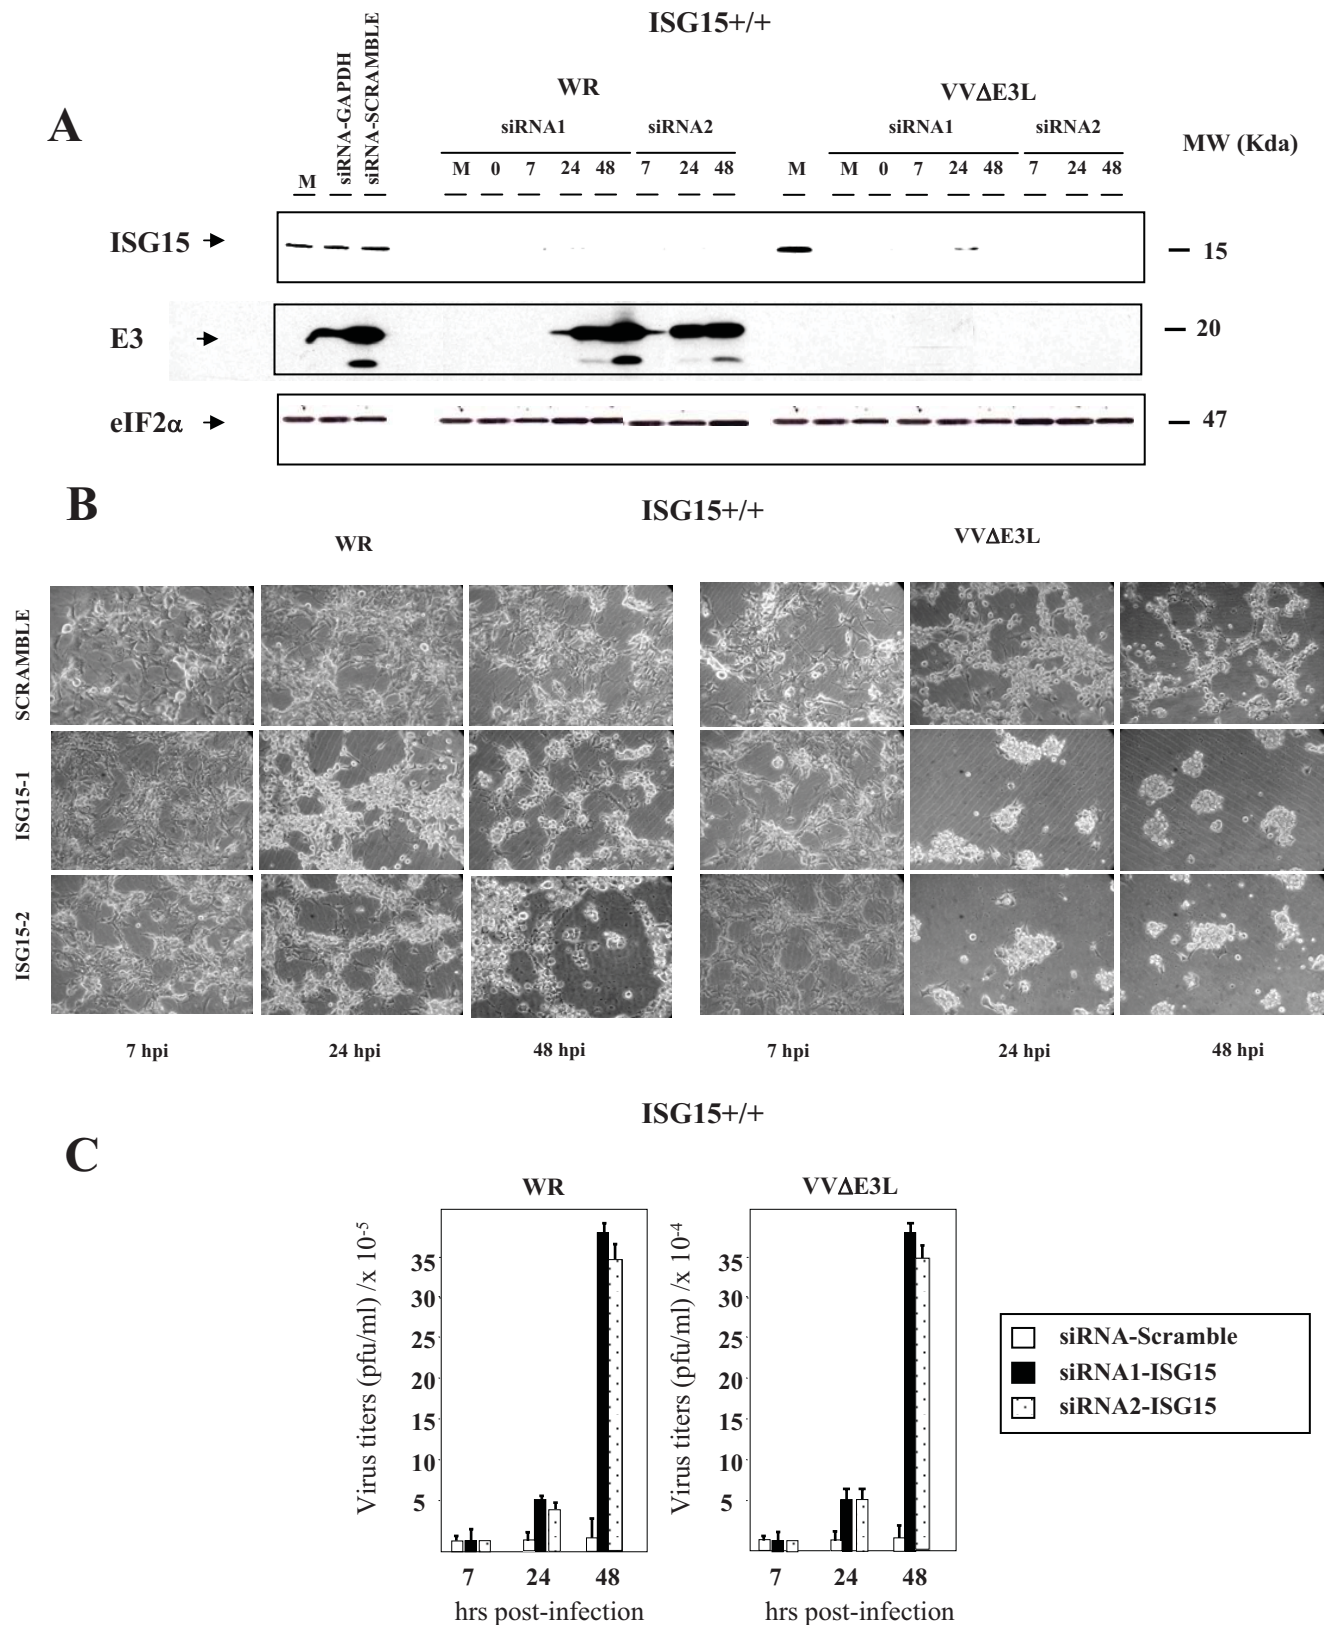 ISG15+/+
A
siRNA-GAPDH
siRNA-SCRAMBLE
WR
VVΔE3L
siRNA1
siRNA2
siRNA1
siRNA2
MW (Kda)
M
M 0 7 24 48 7 24 48 M M 0 7 24 48 7 24 48
ISG15
15
E3
20
eIF2α
47
B
ISG15+/+
WR
VVΔE3L
SCRAMBLE
ISG15-1
ISG15-2
7 hpi 24 hpi 48 hpi 7 hpi 24 hpi 48 hpi
ISG15+/+
C
WR
VVΔE3L
Virus titers (pfu/ml) /x 10-5
35
30
25
20
15
10
5
7 24 48
hrs post-infection
Virus titers (pfu/ml) /x 10-4
35
30
25
20
15
10
5
7 24 48
hrs post-infection
siRNA-Scramble
siRNA1-ISG15
siRNA2-ISG15